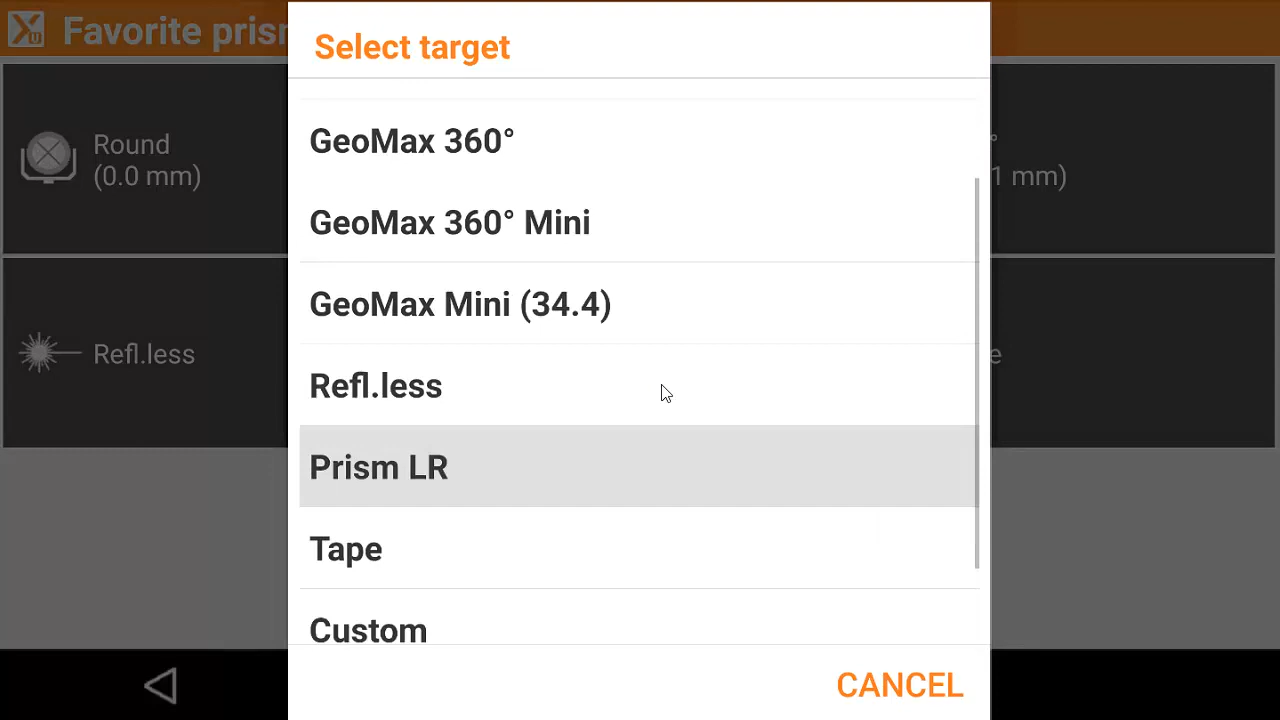 Favorite pris
Select target
Round
(0.0 mm)
1 mm)
Refl.less
e
GeoMax 360°
GeoMax 360° Mini
GeoMax Mini (34.4)
Refl.less
Prism LR
Tape
Custom
CANCEL